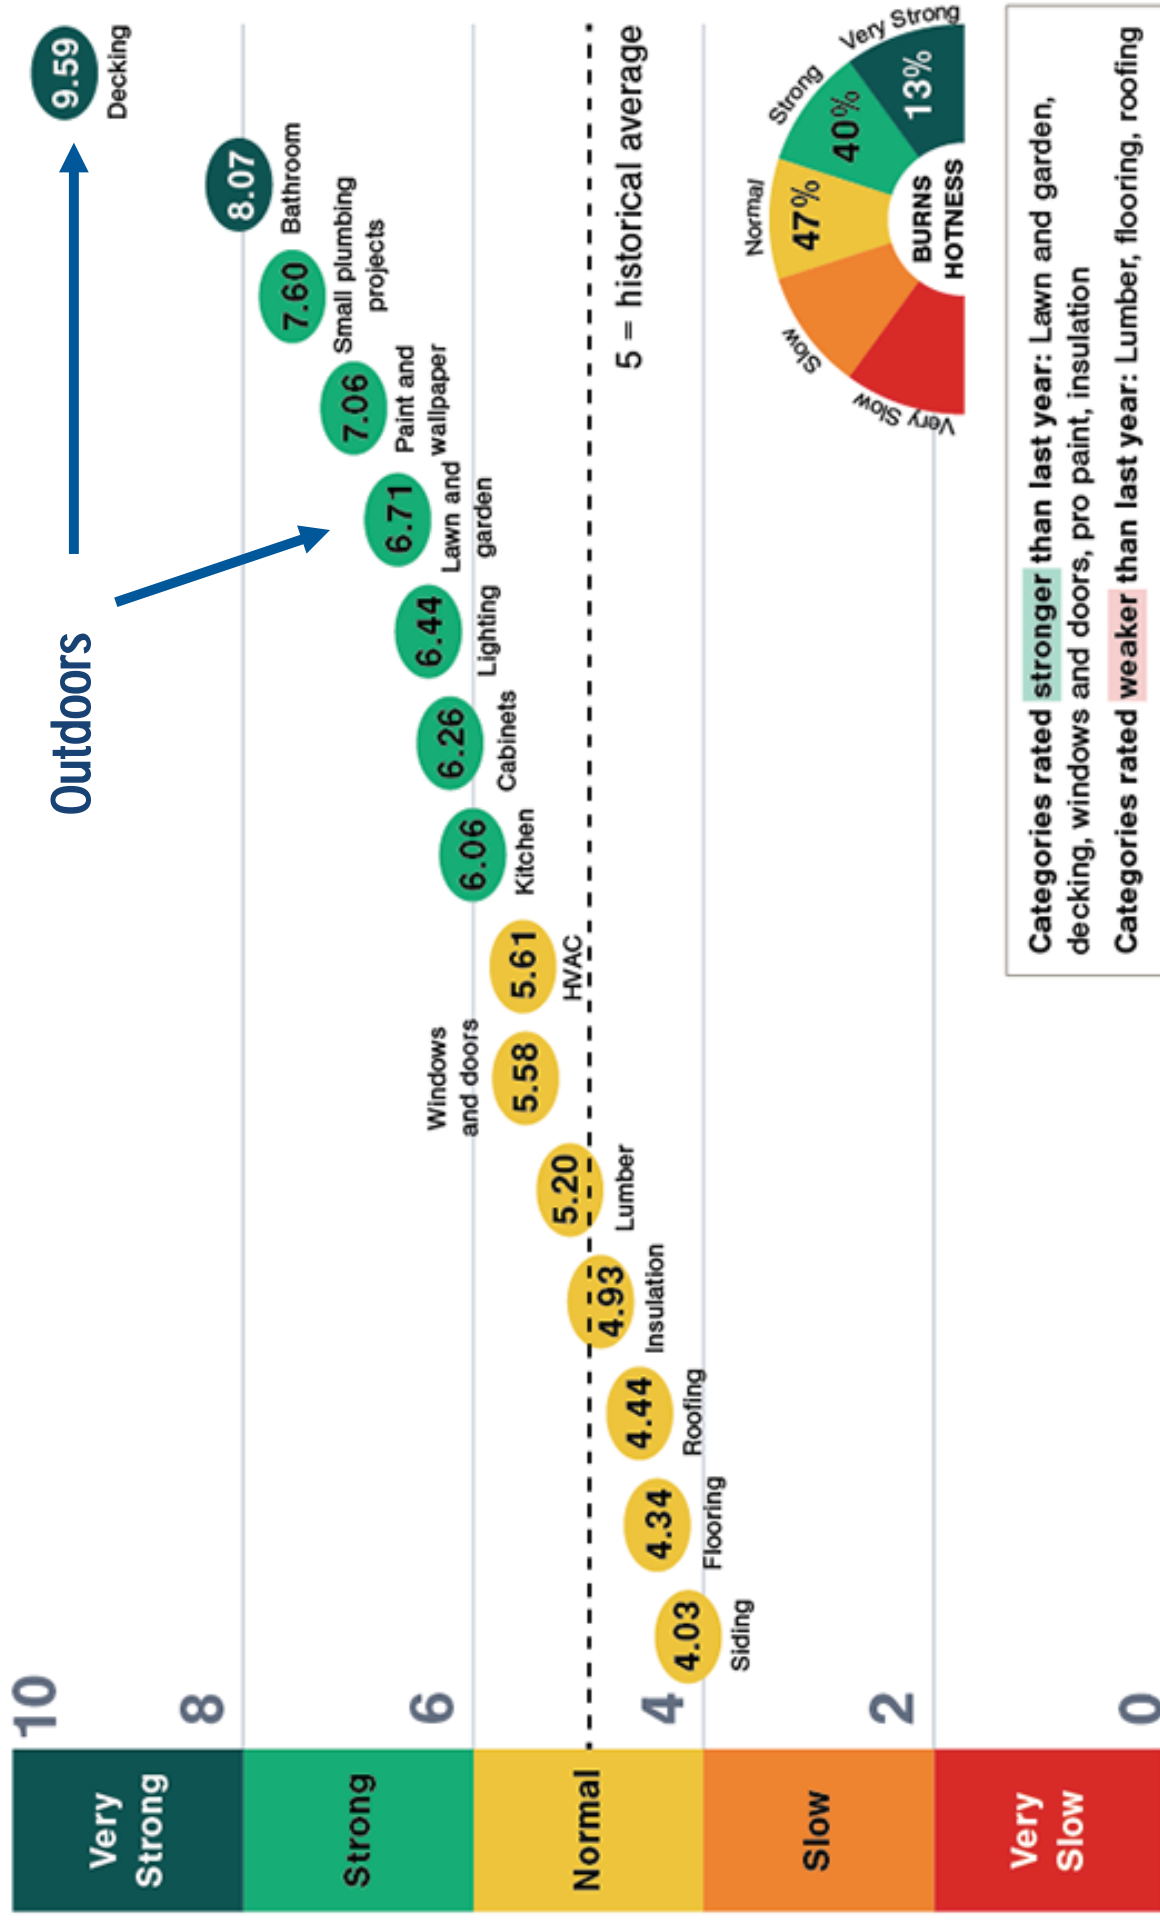 Outdoors
10
8
6
4
2
0
Very
Strong
Strong
Normal
Slow
Very
Slow
4.03
Siding
4.34
Flooring
4.44
Roofing
4.93
Insulation
5.20
Lumber
Windows
and doors
5.58
5.61
HVAC
6.06
Kitchen
6.26
Cabinets
6.44
Lighting
6.71
Lawn and
garden
7.06
Paint and
wallpaper
7.60
Small plumbing
projects
8.07
Bathroom
9.59
Decking
5 = historical average
Very Slow
Slow
Normal
Strong
Very Strong
47%
40%
13%
BURNS
HOTNESS
Categories rated stronger than last year: Lawn and garden,
decking, windows and doors, pro paint, insulation
Categories rated weaker than last year: Lumber, flooring, roofing